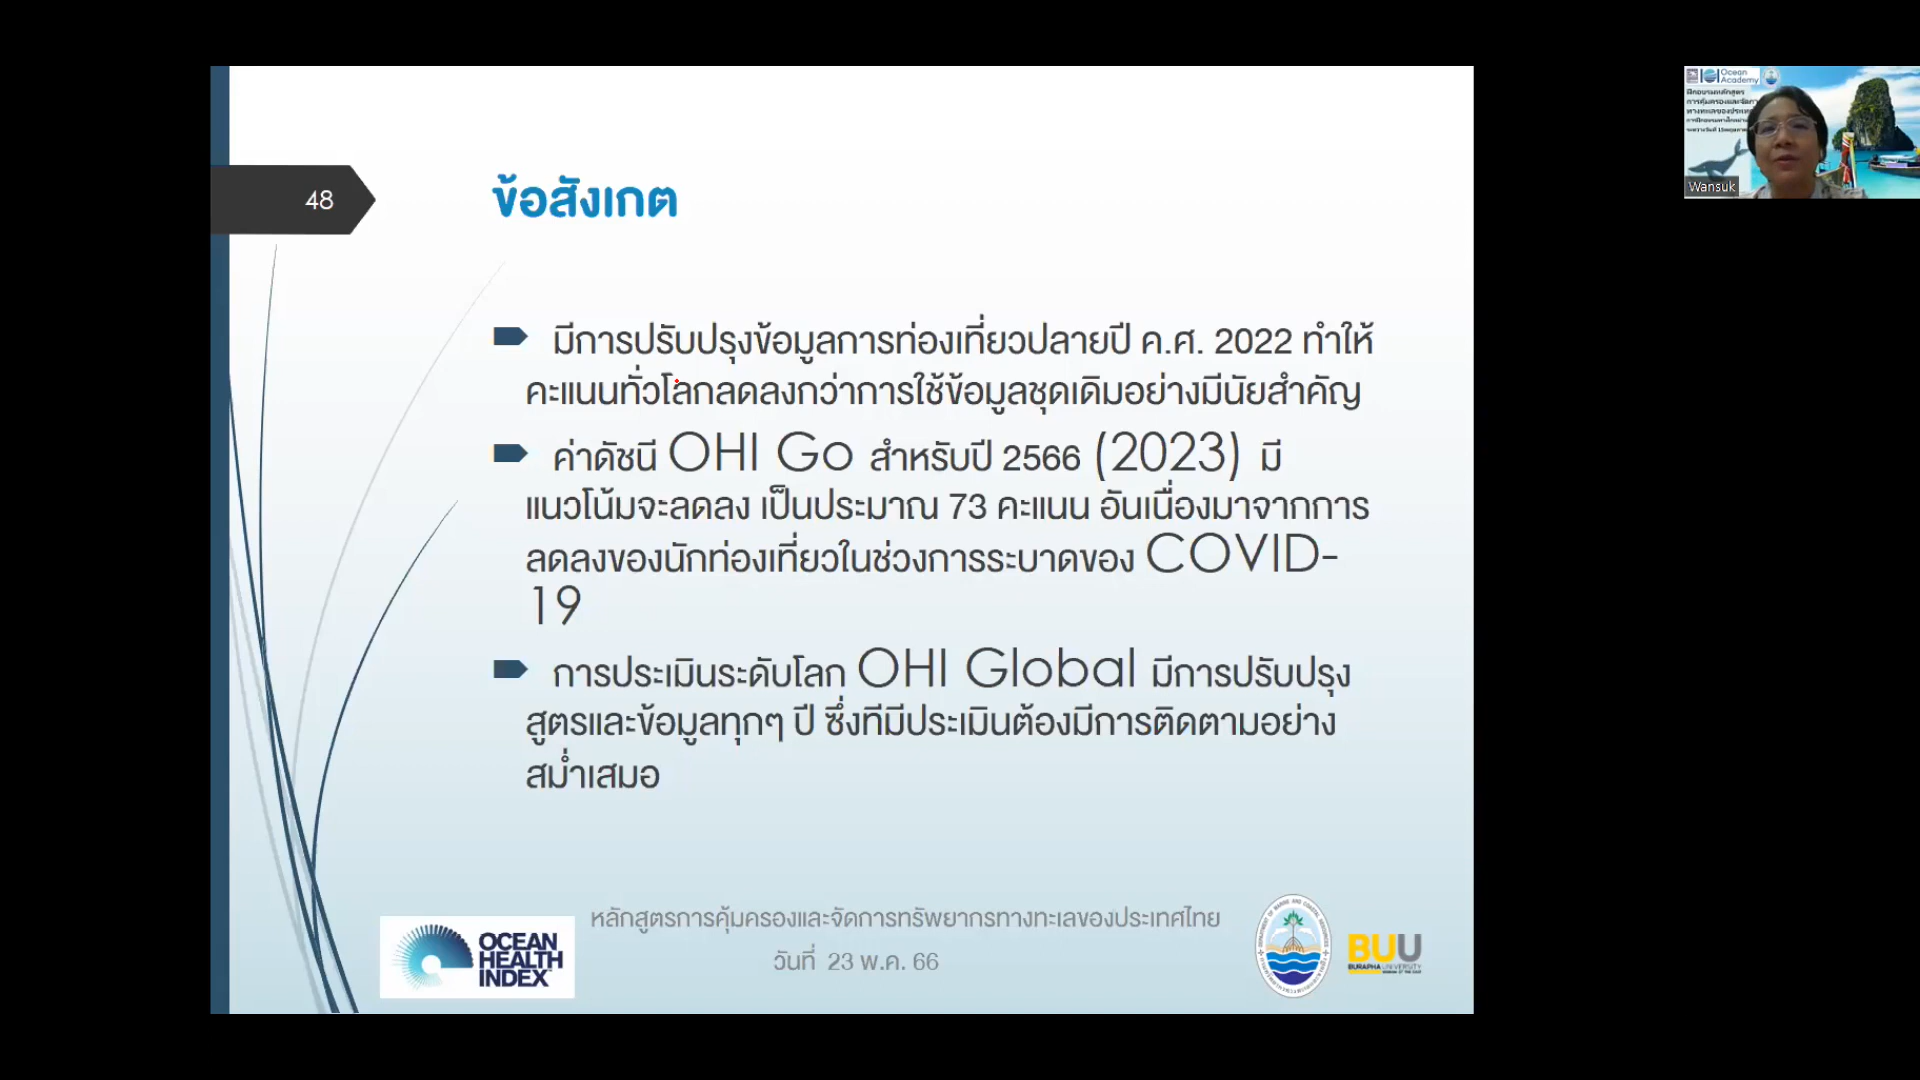 48
ข้อสังเกต
มีการปรับปรุงข้อมูลการท่องเที่ยวปลายปี ค.ศ. 2022 ทำให้
คะแนนทั่วโลกลดลงกว่าการใช้ข้อมูลชุดเดิมอย่างมีนัยสำคัญ
ค่าดัชนี OHI Go สำหรับปี 2566 (2023) มี
แนวโน้มจะลดลง เป็นประมาณ 73 คะแนน อันเนื่องมาจากการ
ลดลงของนักท่องเที่ยวในช่วงการระบาดของ COVID-
19
การประเมินระดับโลก OHI Global มีการปรับปรุง
สูตรและข้อมูลทุกๆ ปี ซึ่งทีมีประเมินต้องมีการติดตามอย่าง
สม่ำเสมอ
หลักสูตรการคุ้มครองและจัดการทรัพยากรทางทะเลของประเทศไทย
วันที่ 23 พ.ค. 66
OCEAN
HEALTH
INDEX
BUU
BURAPHA UNIVERSITY
Ocean
Academy
Wansuk